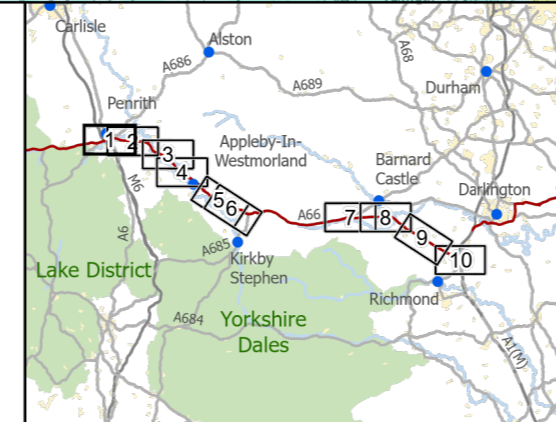 Carlisle
Alston
A686
A689
A68
Durham
Penrith
1
2
3
4
5
6
7
8
9
10
Appleby-In-
Westmorland
Barnard
Castle
Darlington
M6
A66
A6
A685
Kirkby
Stephen
Lake District
Richmond
A684
Yorkshire
Dales
A1(M)